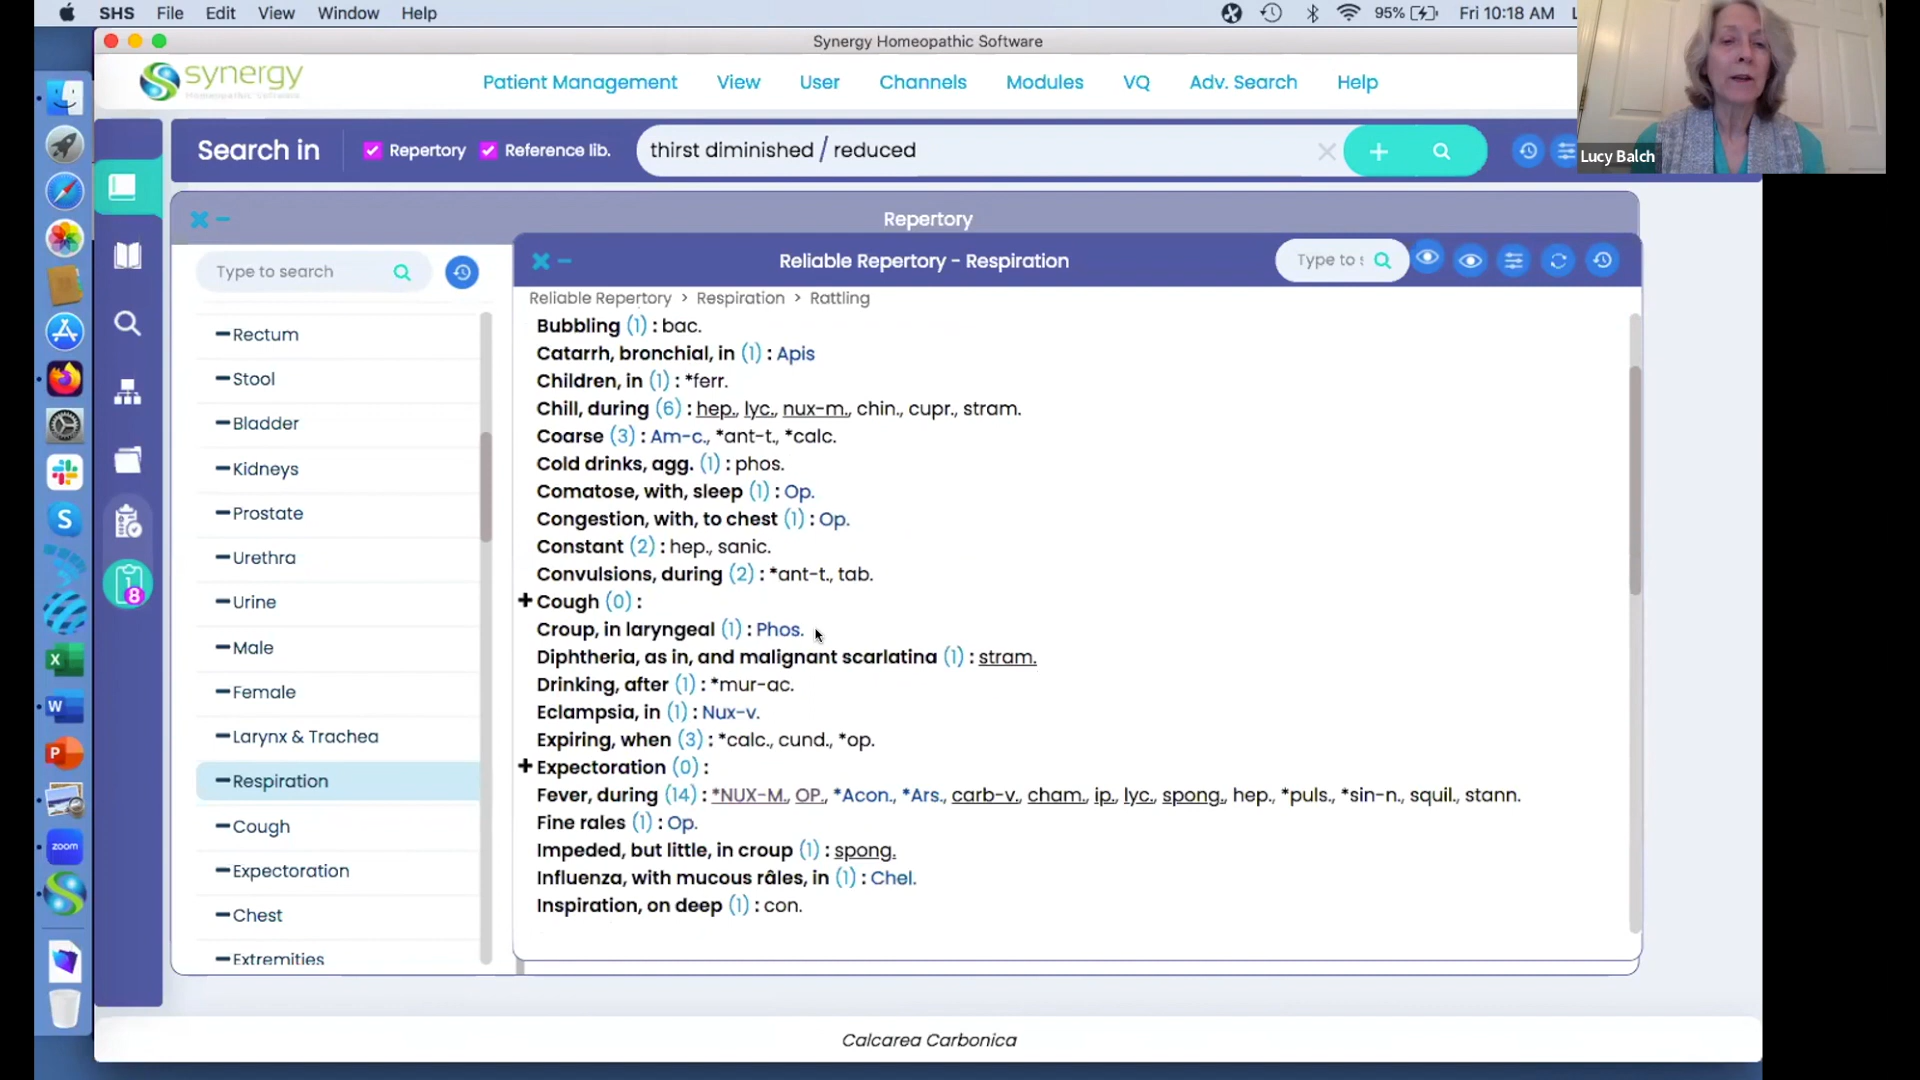 SHS File Edit View Window Help 95% Fri 10:18 AM L
Synergy Homeopathic Software
synergy
Homeopathic Software
Patient Management View User Channels Modules VQ Adv. Search Help
Lucy Balch
Search in Repertory Reference lib. thirst diminished / reduced
Repertory
Type to search
Reliable Repertory - Respiration
Type to s
Reliable Repertory > Respiration > Rattling
Rectum
Stool
Bladder
Kidneys
Prostate
Urethra
Urine
Male
Female
Larynx & Trachea
Respiration
Cough
Expectoration
Chest
Extremities
Bubbling (1) : bac.
Catarrh, bronchial, in (1) : Apis
Children, in (1) : *ferr.
Chill, during (6) : hep., lyc., nux-m., chin., cupr., stram.
Coarse (3) : Am-c., *ant-t., *calc.
Cold drinks, agg. (1) : phos.
Comatose, with, sleep (1) : Op.
Congestion, with, to chest (1) : Op.
Constant (2) : hep., sanic.
Convulsions, during (2) : *ant-t., tab.
+ Cough (0) :
Croup, in laryngeal (1) : Phos.
Diphtheria, as in, and malignant scarlatina (1) : stram.
Drinking, after (1) : *mur-ac.
Eclampsia, in (1) : Nux-v.
Expiring, when (3) : *calc., cund., *op.
+ Expectoration (0) :
Fever, during (14) : *NUX-M., OP., *Acon., *Ars., carb-v., cham., ip., lyc., spong., hep., *puls., *sin-n., squil., stann.
Fine rales (1) : Op.
Impeded, but little, in croup (1) : spong.
Influenza, with mucous râles, in (1) : Chel.
Inspiration, on deep (1) : con.
1
8
S
X
W
P
zoom
Calcarea Carbonica